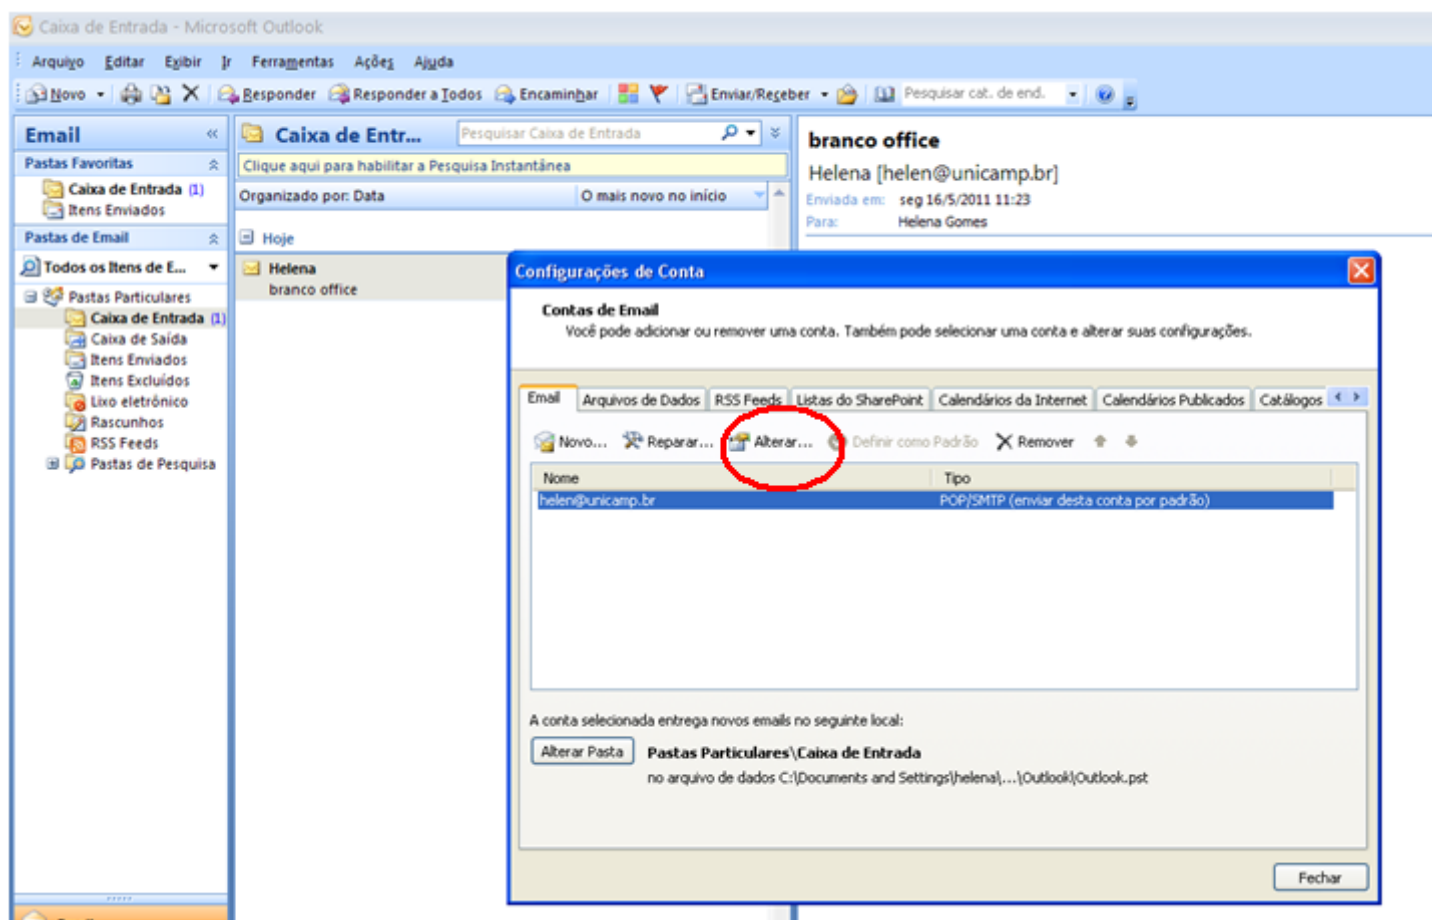 Caixa de Entrada - Microsoft Outlook
Arquivo Editar Exibir Ir Ferramentas Ações Ajuda
Novo Responder Responder a Todos Encaminhar Enviar/Receber Pesquisar cat. de end.
Email
Pastas Favoritas
Caixa de Entrada (1)
Itens Enviados
Pastas de Email
Todos os Itens de E...
Pastas Particulares
Caixa de Entrada (1)
Caixa de Saída
Itens Enviados
Itens Excluídos
Lixo eletrônico
Rascunhos
RSS Feeds
Pastas de Pesquisa
Caixa de Entr... Pesquisar Caixa de Entrada
Clique aqui para habilitar a Pesquisa Instantânea
Organizado por: Data O mais novo no início
Hoje
Helena
branco office
branco office
Helena [helen@unicamp.br]
Enviada em: seg 16/5/2011 11:23
Para: Helena Gomes
Configurações de Conta
Contas de Email
Você pode adicionar ou remover uma conta. Também pode selecionar uma conta e alterar suas configurações.
Email Arquivos de Dados RSS Feeds Listas do SharePoint Calendários da Internet Calendários Publicados Catálogos
Novo... Reparar... Alterar... Definir como Padrão Remover
Nome Tipo
helen@unicamp.br POP/SMTP (enviar desta conta por padrão)
A conta selecionada entrega novos emails no seguinte local:
Alterar Pasta Pastas Particulares\Caixa de Entrada
no arquivo de dados C:\Documents and Settings\helena\...\Outlook\Outlook.pst
Fechar